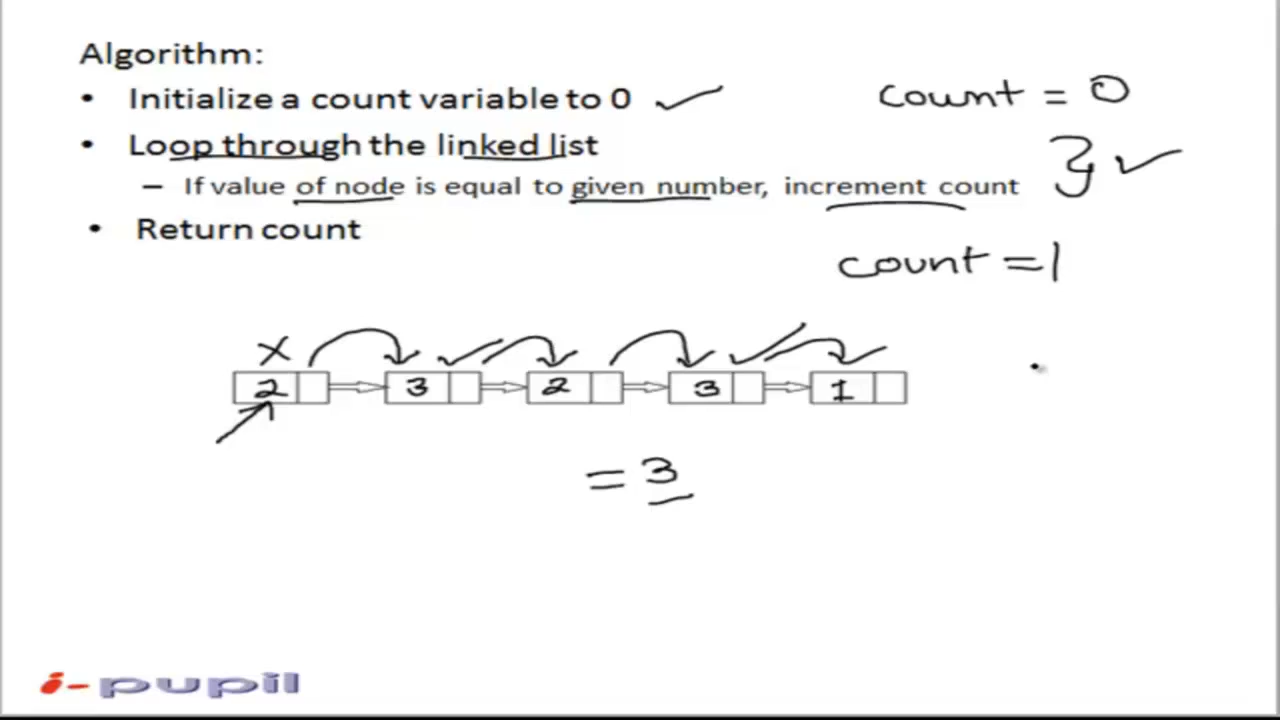 Algorithm:
• Initialize a count variable to 0
count = 0
• Loop through the linked list
– If value of node is equal to given number, increment count
• Return count
count = 1
2 3 2 3 1
= 3
i-pupil